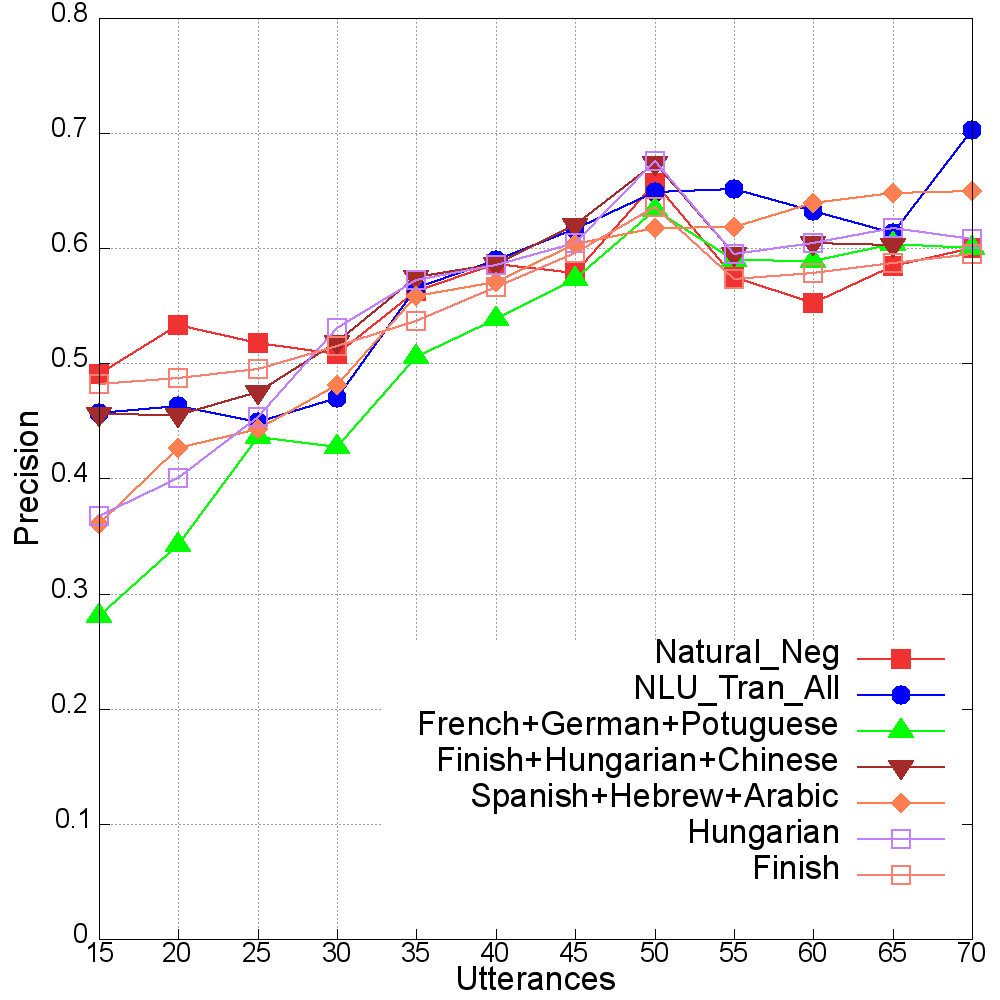 0.8
0.7
0.6
0.5
0.4
0.3
0.2
0.1
0
Precision
Natural_Neg
NLU_Tran_All
French+German+Potuguese
Finish+Hungarian+Chinese
Spanish+Hebrew+Arabic
Hungarian
Finish
15 20 25 30 35 40 45 50 55 60 65 70
Utterances